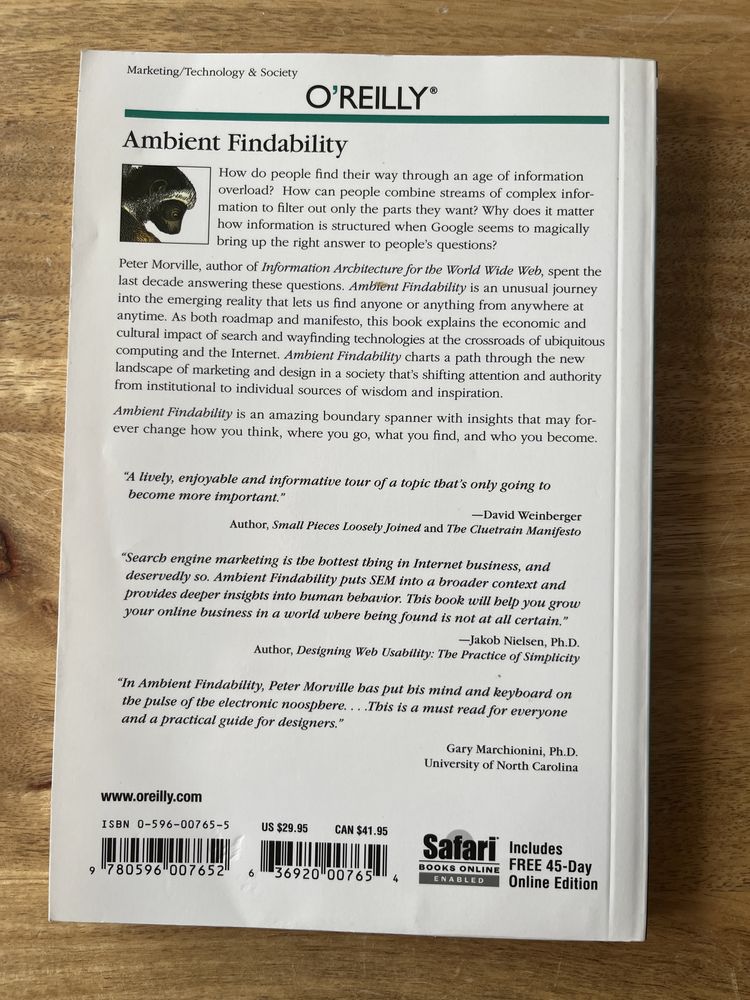 Marketing/Technology & Society
O'REILLY®
Ambient Findability
How do people find their way through an age of information
overload? How can people combine streams of complex infor-
mation to filter out only the parts they want? Why does it matter
how information is structured when Google seems to magically
bring up the right answer to people's questions?
Peter Morville, author of Information Architecture for the World Wide Web, spent the
last decade answering these questions. Ambient Findability is an unusual journey
into the emerging reality that lets us find anyone or anything from anywhere at
anytime. As both roadmap and manifesto, this book explains the economic and
cultural impact of search and wayfinding technologies at the crossroads of ubiquitous
computing and the Internet. Ambient Findability charts a path through the new
landscape of marketing and design in a society that's shifting attention and authority
from institutional to individual sources of wisdom and inspiration.
Ambient Findability is an amazing boundary spanner with insights that may for-
ever change how you think, where you go, what you find, and who you become.
"A lively, enjoyable and informative tour of a topic that's only going to
become more important."
—David Weinberger
Author, Small Pieces Loosely Joined and The Cluetrain Manifesto
"Search engine marketing is the hottest thing in Internet business, and
deservedly so. Ambient Findability puts SEM into a broader context and
provides deeper insights into human behavior. This book will help you grow
your online business in a world where being found is not at all certain."
—Jakob Nielsen, Ph.D.
Author, Designing Web Usability: The Practice of Simplicity
"In Ambient Findability, Peter Morville has put his mind and keyboard on
the pulse of the electronic noosphere. . . .This is a must read for everyone
and a practical guide for designers."
Gary Marchionini, Ph.D.
University of North Carolina
www.oreilly.com
ISBN 0-596-00765-5
US $29.95 CAN $41.95
9 780596 007652
6 36920 00765 4
Safari
BOOKS ONLINE
ENABLED
Includes
FREE 45-Day
Online Edition